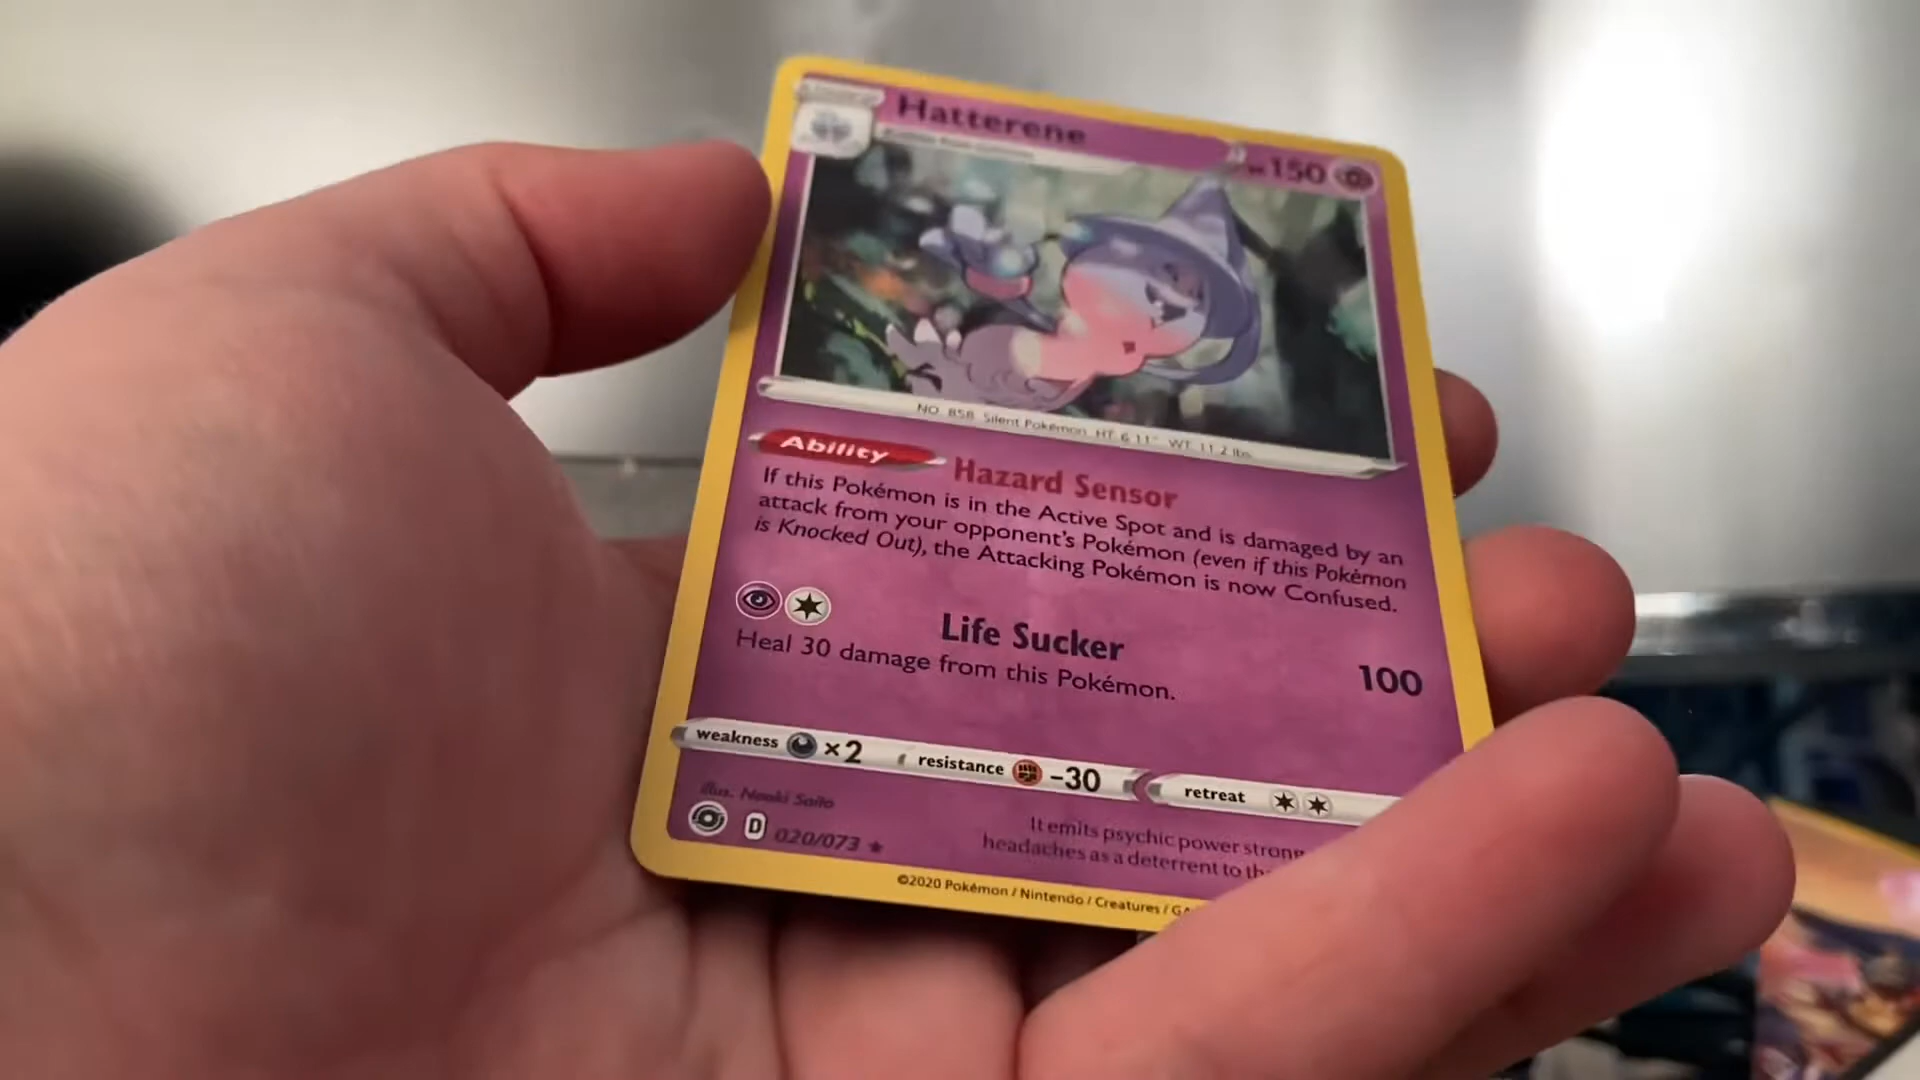 Hatterene
150
NO. 858 Silent Pokémon HT: 6'11" WT: 11.2 lbs.
Ability Hazard Sensor
If this Pokémon is in the Active Spot and is damaged by an
attack from your opponent's Pokémon (even if this Pokémon
is Knocked Out), the Attacking Pokémon is now Confused.
Life Sucker 100
Heal 30 damage from this Pokémon.
weakness ×2 resistance -30 retreat
illus. Naoki Saito
D 020/073 ★
It emits psychic power strong
headaches as a deterrent to
©2020 Pokémon / Nintendo / Creatures /